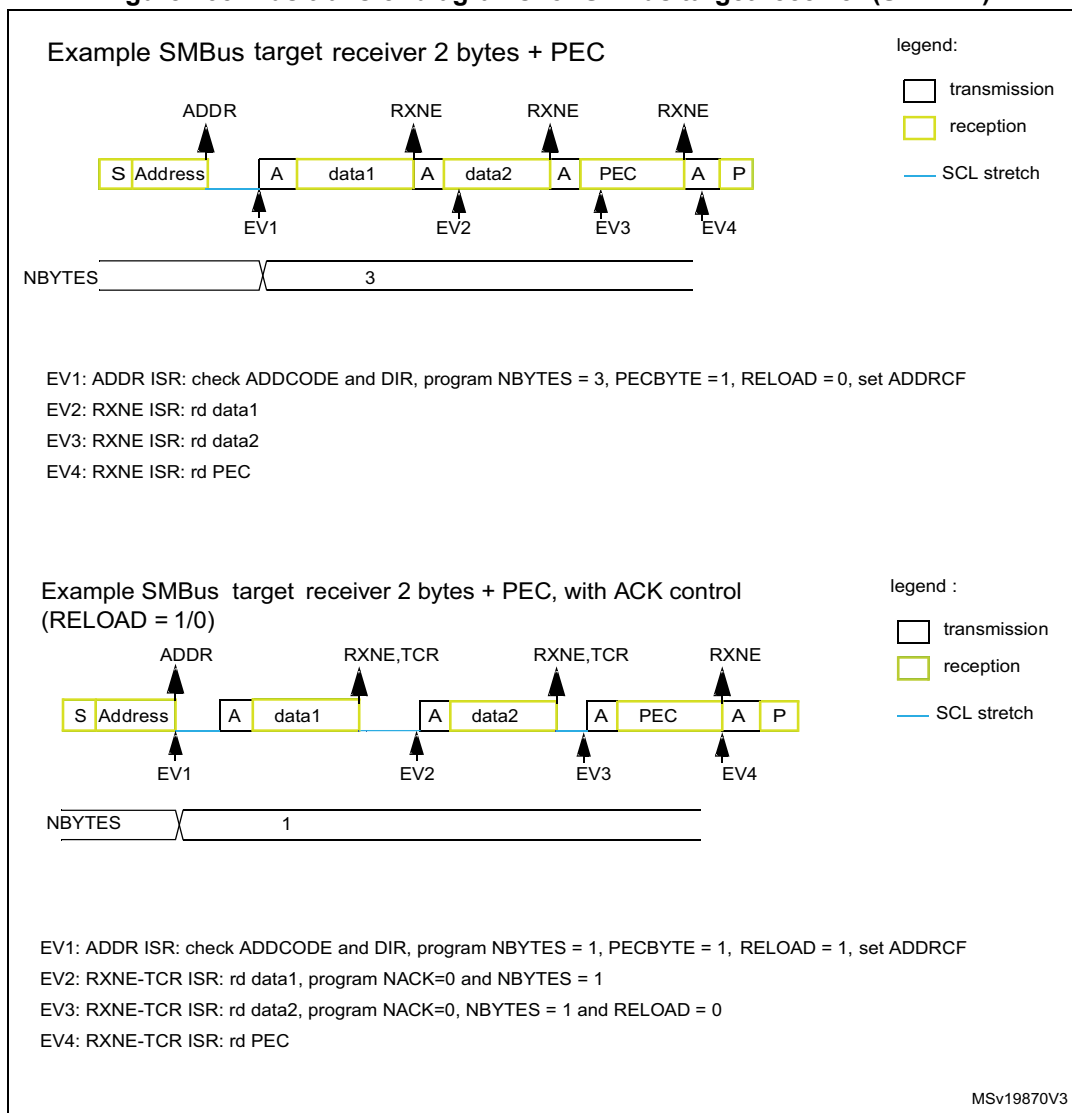 Example SMBus target receiver 2 bytes + PEC
legend:
transmission
reception
SCL stretch
ADDR RXNE RXNE RXNE
S Address A data1 A data2 A PEC A P
EV1 EV2 EV3 EV4
NBYTES 3
EV1: ADDR ISR: check ADDCODE and DIR, program NBYTES = 3, PECBYTE = 1, RELOAD = 0, set ADDRCF
EV2: RXNE ISR: rd data1
EV3: RXNE ISR: rd data2
EV4: RXNE ISR: rd PEC
Example SMBus target receiver 2 bytes + PEC, with ACK control
(RELOAD = 1/0)
legend :
transmission
reception
SCL stretch
ADDR RXNE,TCR RXNE,TCR RXNE
S Address A data1 A data2 A PEC A P
EV1 EV2 EV3 EV4
NBYTES 1
EV1: ADDR ISR: check ADDCODE and DIR, program NBYTES = 1, PECBYTE = 1, RELOAD = 1, set ADDRCF
EV2: RXNE-TCR ISR: rd data1, program NACK=0 and NBYTES = 1
EV3: RXNE-TCR ISR: rd data2, program NACK=0, NBYTES = 1 and RELOAD = 0
EV4: RXNE-TCR ISR: rd PEC
MSv19870V3